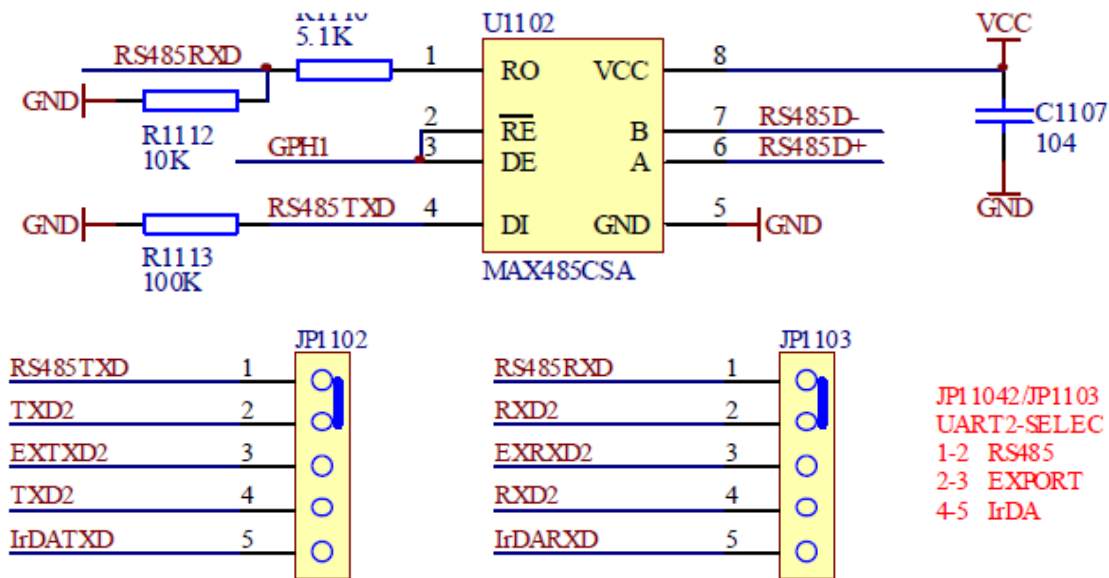 U1102
VCC
5.1K
RS485RXD
1
RO
VCC
8
GND
R1112
10K
2
RE
B
7
RS485D-
C1107
104
GPH1
3
DE
A
6
RS485D+
GND
RS485TXD
4
DI
GND
5
GND
GND
R1113
100K
MAX485CSA
JP1102
RS485TXD 1
TXD2 2
EXTXD2 3
TXD2 4
IrDATXD 5
JP1103
RS485RXD 1
RXD2 2
EXRXD2 3
RXD2 4
IrDARXD 5
JP11042/JP1103
UART2-SELEC
1-2 RS485
2-3 EXPORT
4-5 IrDA